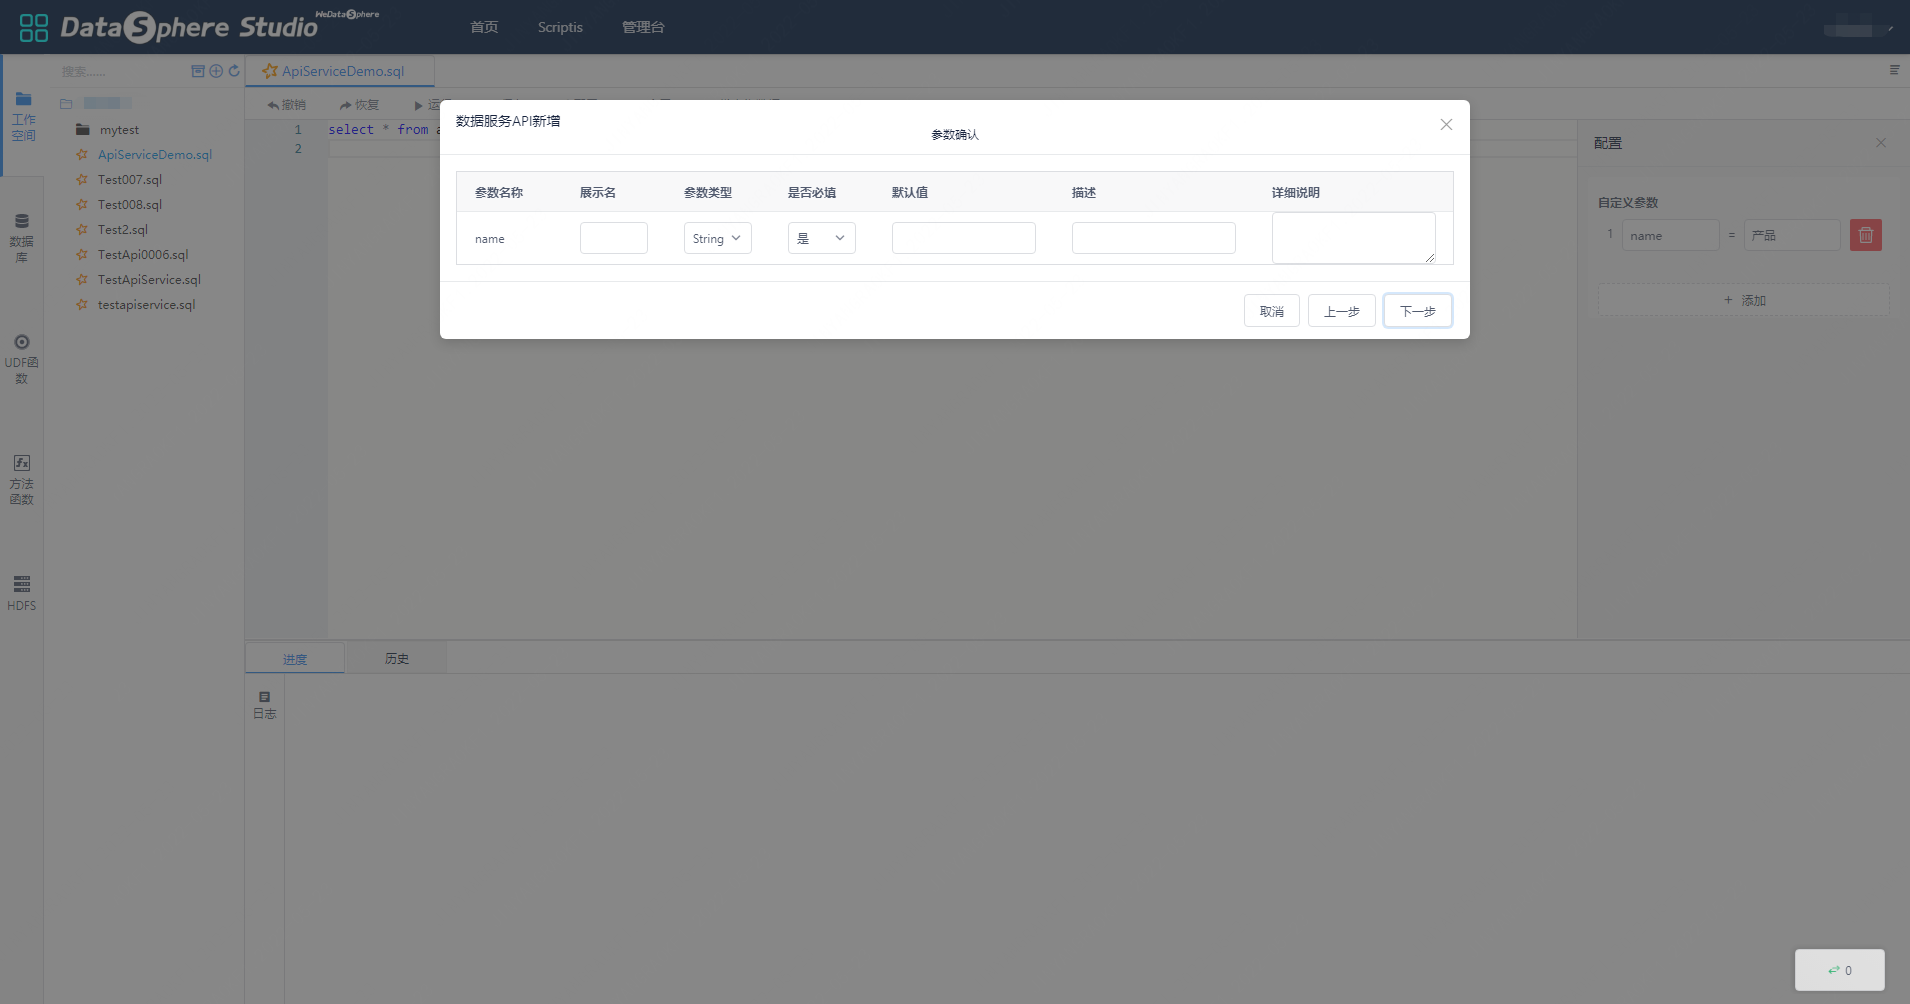 DataSphere Studio
WeDataSphere
首页
Scriptis
管理台
搜索......
ApiServiceDemo.sql
工作
空间
数据
库
UDF函
数
方法
函数
HDFS
mytest
ApiServiceDemo.sql
Test007.sql
Test008.sql
Test2.sql
TestApi0006.sql
TestApiService.sql
testapiservice.sql
撤销
恢复
1
select * from
2
数据服务API新增
参数确认
参数名称
展示名
参数类型
是否必填
默认值
描述
详细说明
name
String
是
取消
上一步
下一步
配置
自定义参数
1
name
=
产品
+ 添加
进度
历史
日志
0